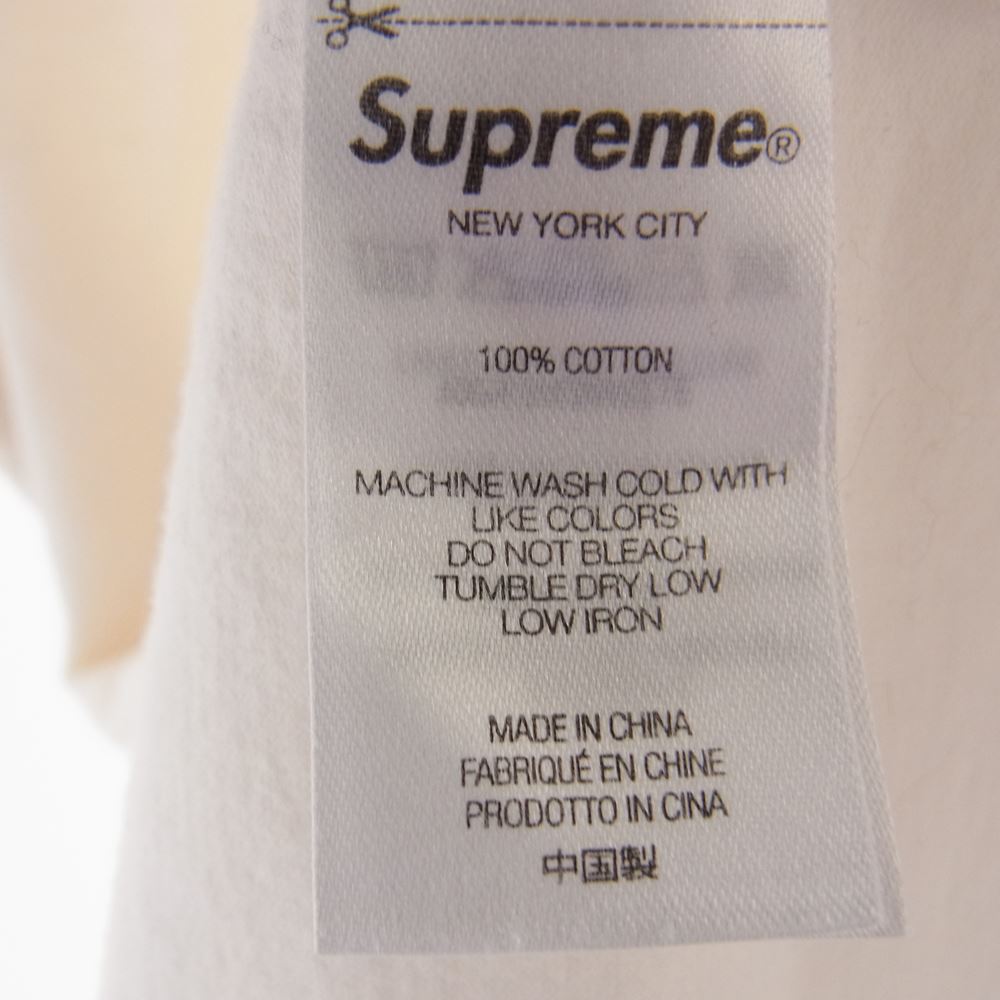 Supreme®
NEW YORK CITY
100% COTTON
MACHINE WASH COLD WITH
LIKE COLORS
DO NOT BLEACH
TUMBLE DRY LOW
LOW IRON
MADE IN CHINA
FABRIQUÉ EN CHINE
PRODOTTO IN CINA
中国製